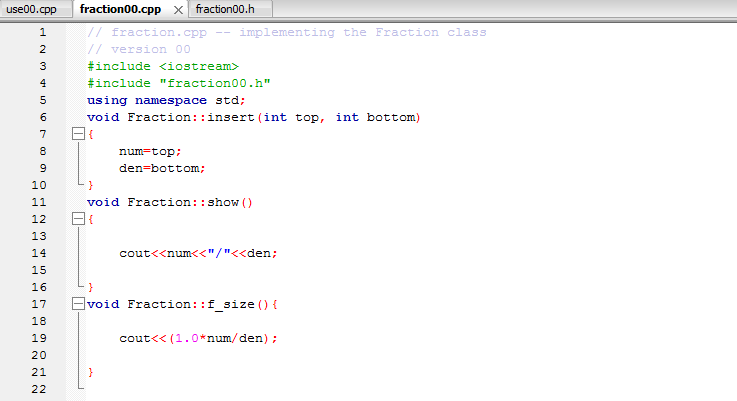 use00.cpp fraction00.cpp fraction00.h
1 // fraction.cpp -- implementing the Fraction class
2 // version 00
3 #include <iostream>
4 #include "fraction00.h"
5 using namespace std;
6 void Fraction::insert(int top, int bottom)
7 {
8 num=top;
9 den=bottom;
10 }
11 void Fraction::show()
12 {
13
14 cout<<num<<"/"<<den;
15
16 }
17 void Fraction::f_size(){
18
19 cout<<(1.0*num/den);
20
21 }
22